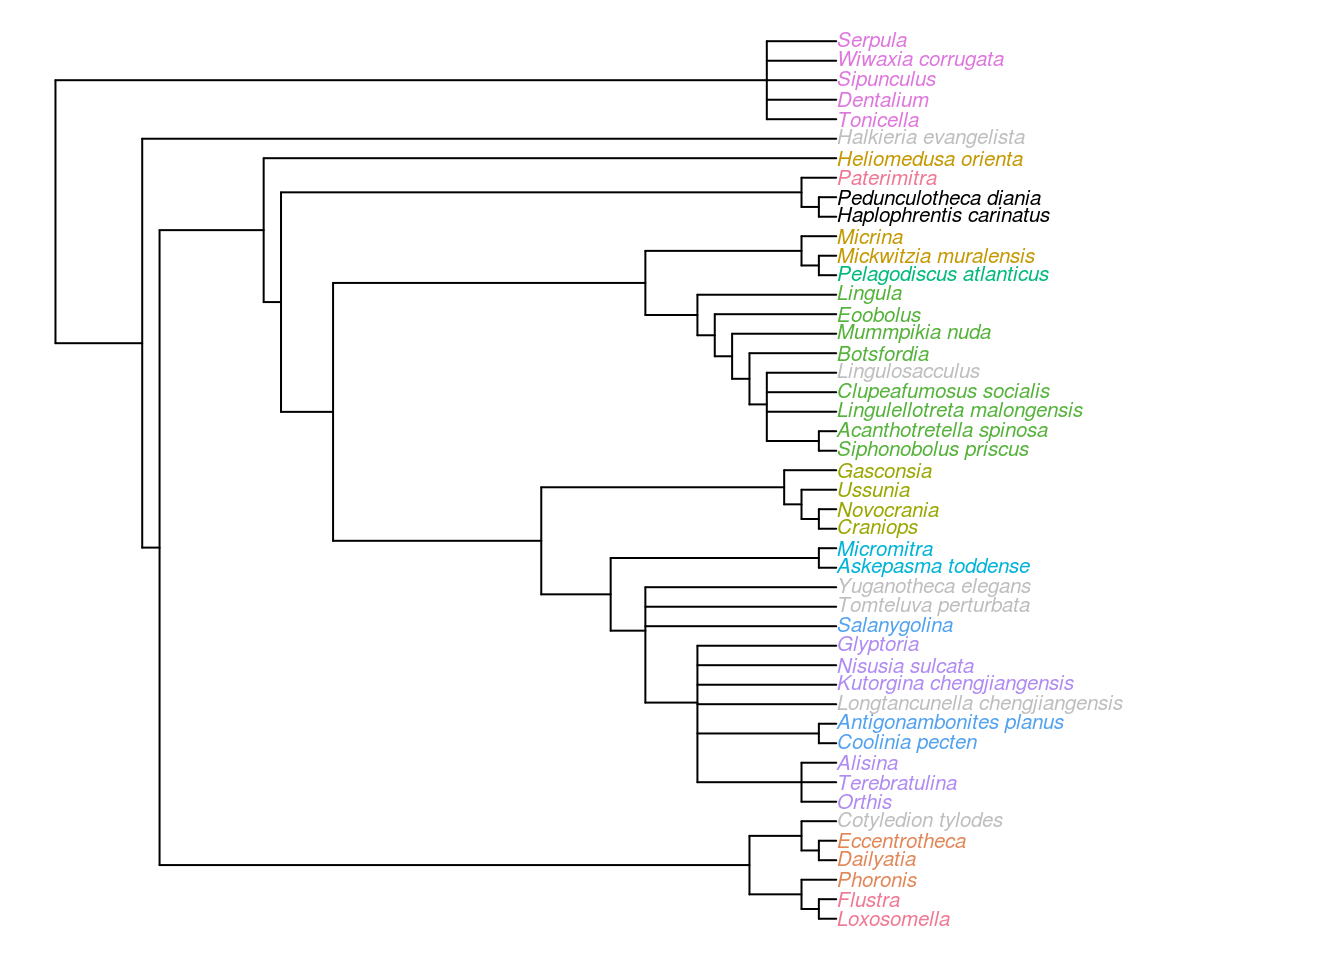 Serpula
Wiwaxia corrugata
Sipunculus
Dentalium
Tonicella
Halkieria evangelista
Heliomedusa orienta
Paterimitra
Pedunculotheca diania
Haplophrentis carinatus
Micrina
Mickwitzia muralensis
Pelagodiscus atlanticus
Lingula
Eoobolus
Mummpikia nuda
Botsfordia
Lingulosacculus
Clupeafumosus socialis
Lingulellotreta malongensis
Acanthotretella spinosa
Siphonobolus priscus
Gasconsia
Ussunia
Novocrania
Craniops
Micromitra
Askepasma toddense
Yuganotheca elegans
Tomteluva perturbata
Salanygolina
Glyptoria
Nisusia sulcata
Kutorgina chengjiangensis
Longtancunella chengjiangensis
Antigonambonites planus
Coolinia pecten
Alisina
Terebratulina
Orthis
Cotyledion tylodes
Eccentrotheca
Dailyatia
Phoronis
Flustra
Loxosomella